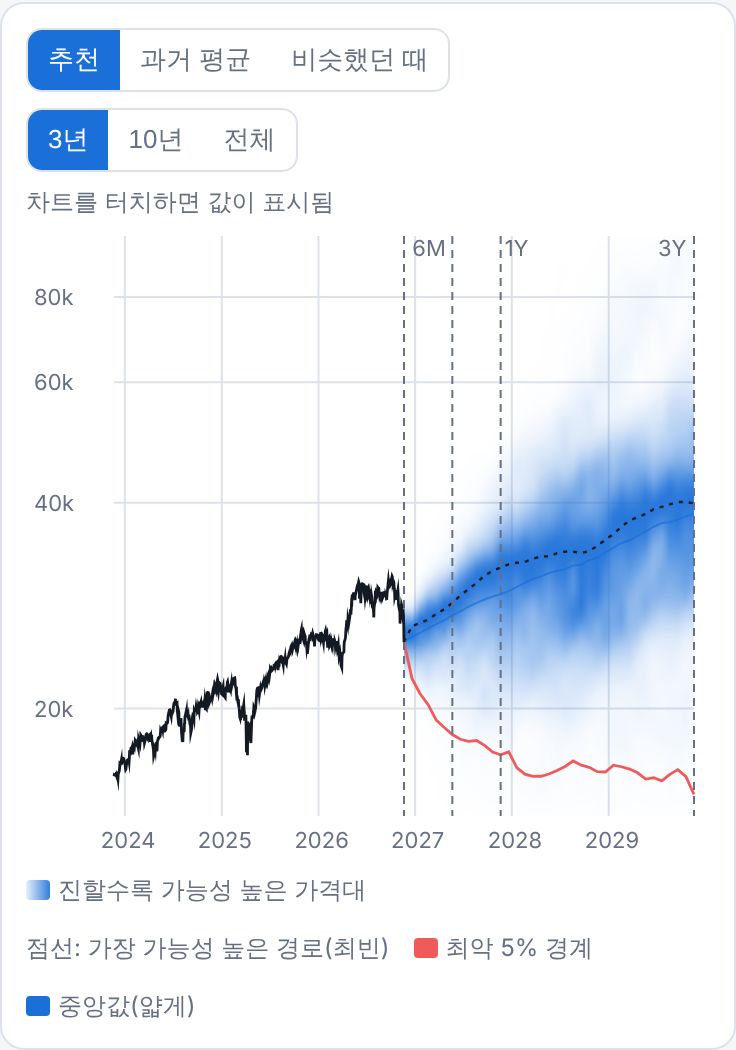 추천 과거 평균 비슷했던 때
3년 10년 전체
차트를 터치하면 값이 표시됨
6M 1Y 3Y
80k
60k
40k
20k
2024 2025 2026 2027 2028 2029
진할수록 가능성 높은 가격대
점선: 가장 가능성 높은 경로(최빈) 최악 5% 경계
중앙값(얇게)